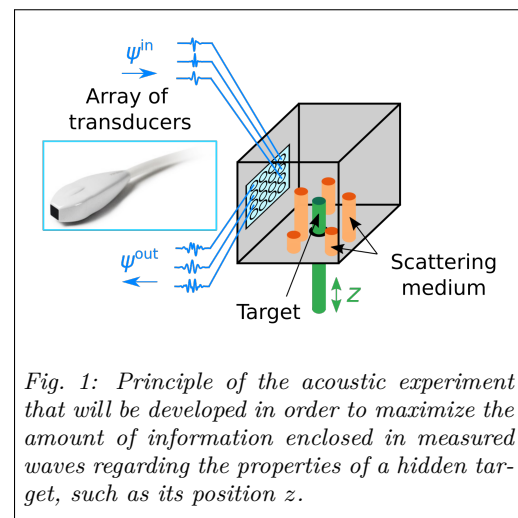 ψin
Array of
transducers
ψout
Target
z
Scattering
medium
Fig. 1: Principle of the acoustic experiment
that will be developed in order to maximize the
amount of information enclosed in measured
waves regarding the properties of a hidden tar-
get, such as its position z.